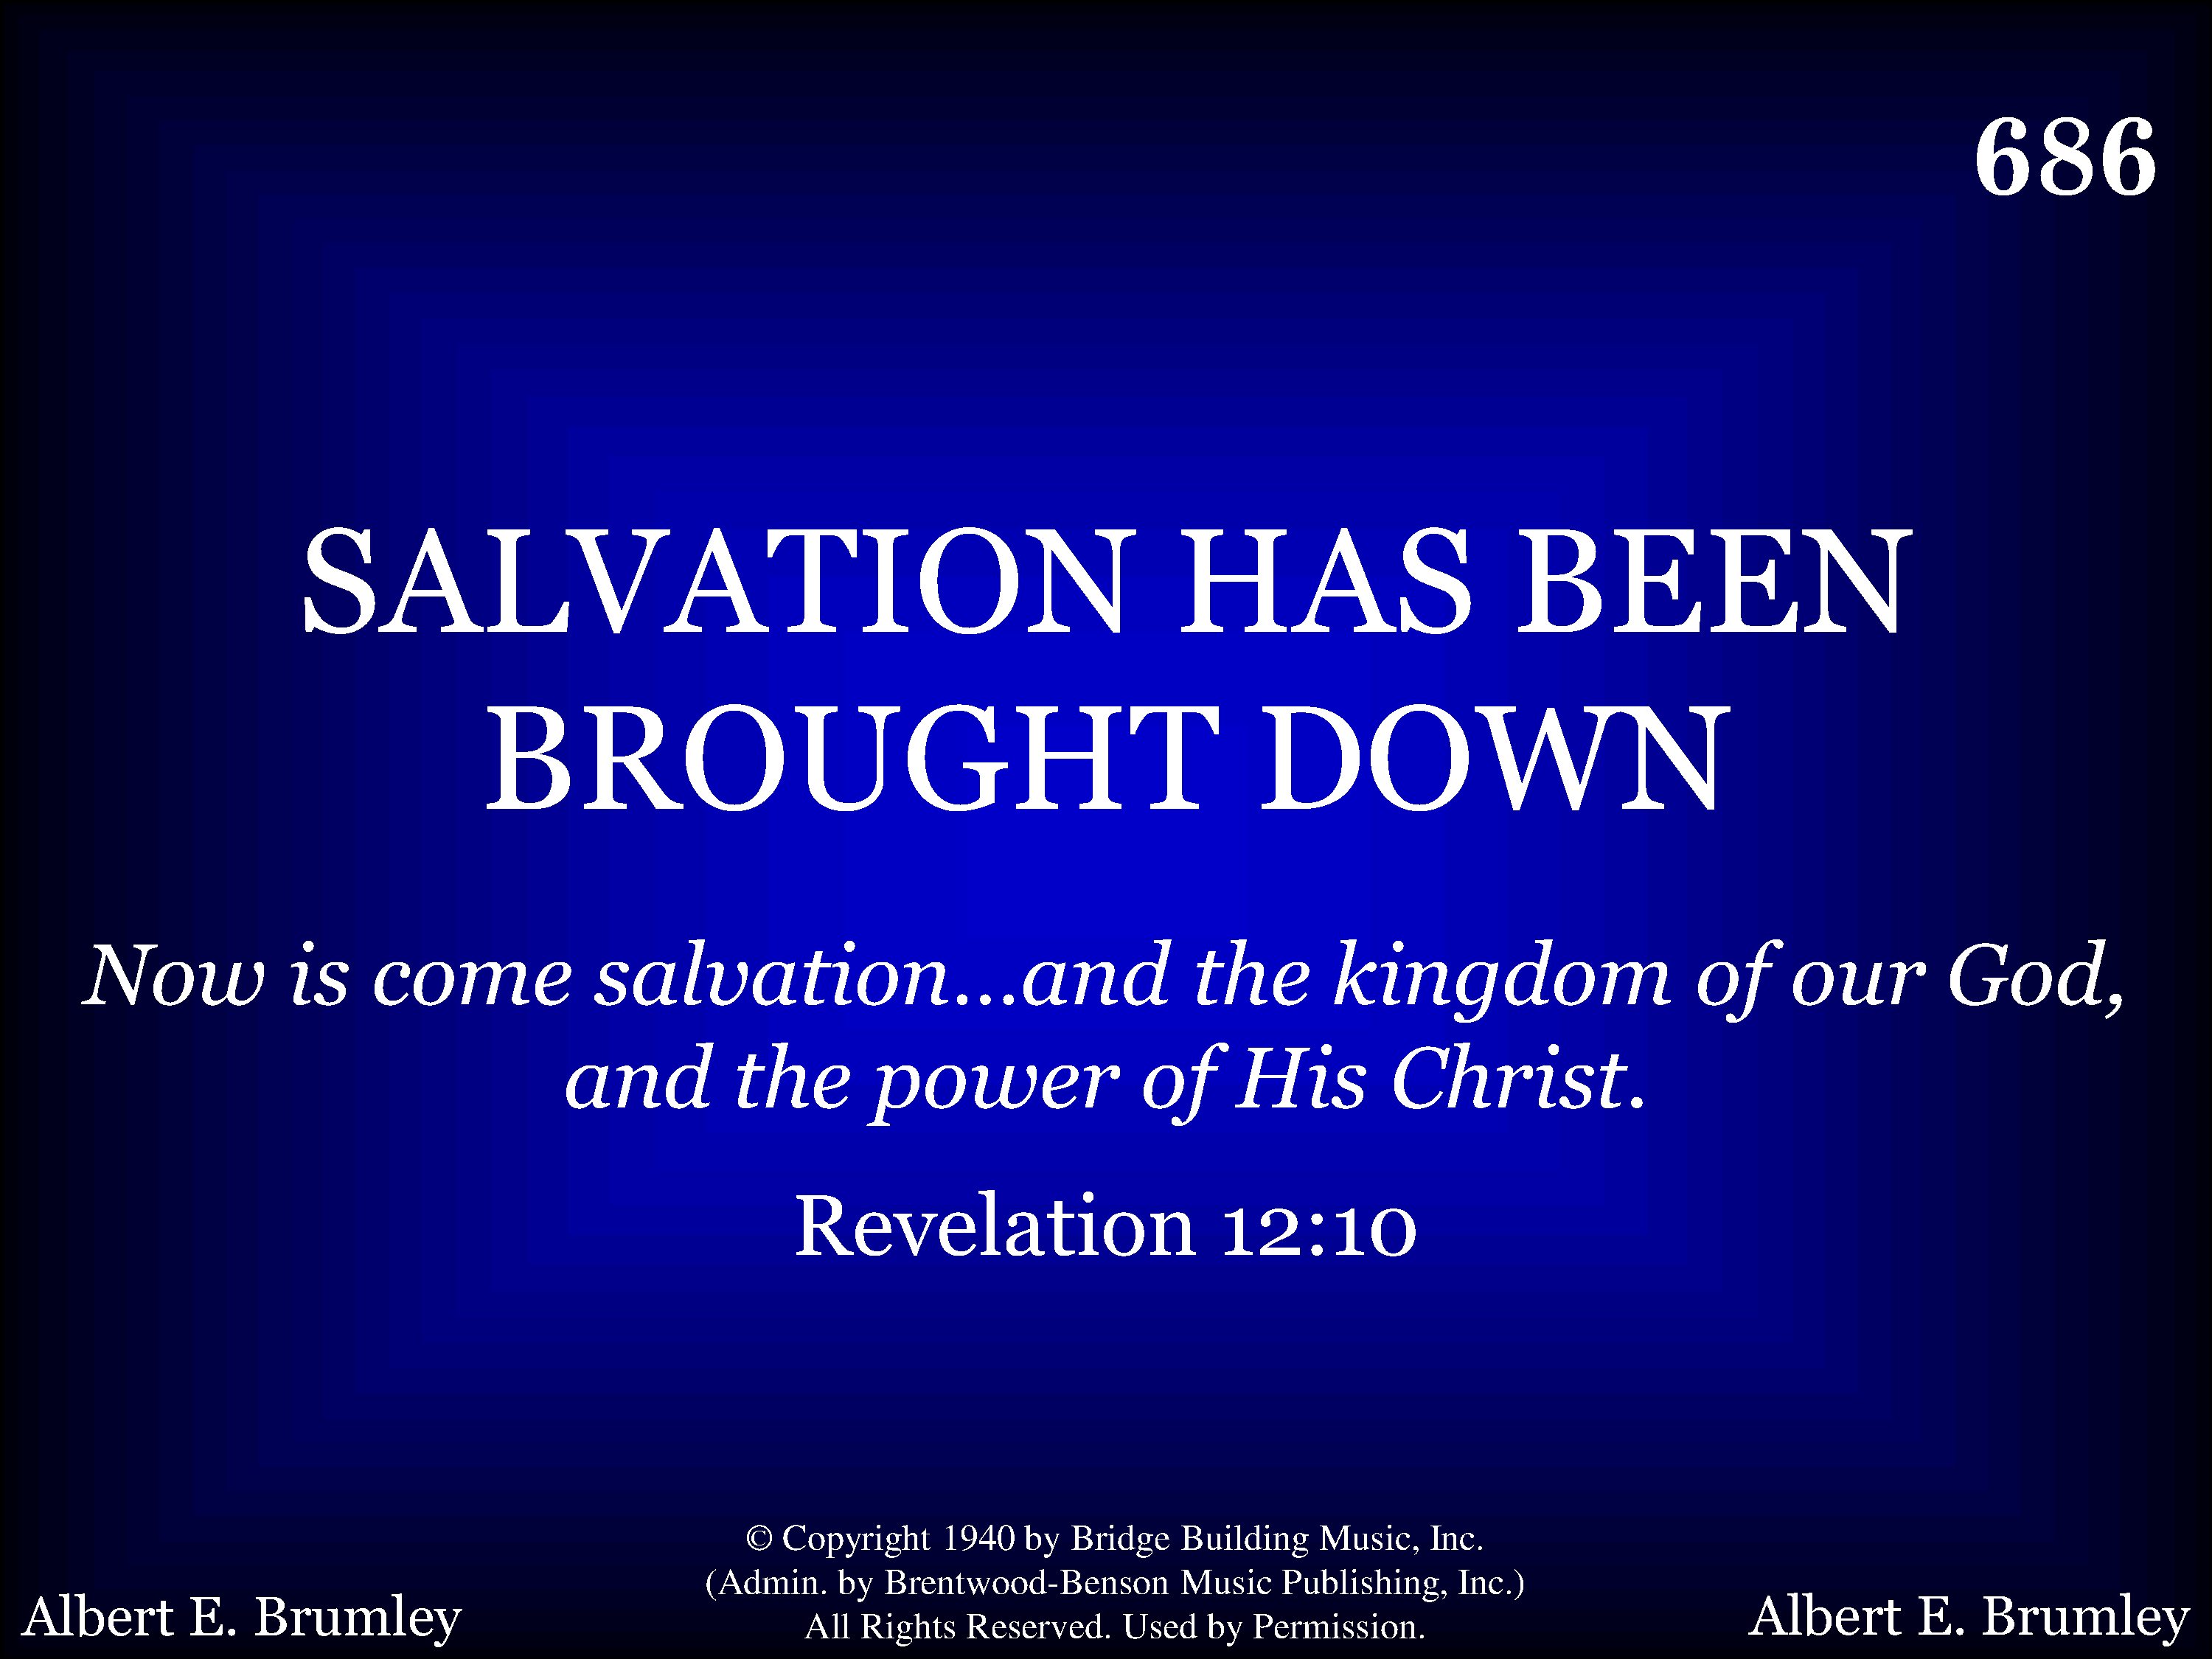 686
SALVATION HAS BEEN
BROUGHT DOWN
Now is come salvation...and the kingdom of our God,
and the power of His Christ.
Revelation 12:10
© Copyright 1940 by Bridge Building Music, Inc.
(Admin. by Brentwood-Benson Music Publishing, Inc.)
All Rights Reserved. Used by Permission.
Albert E. Brumley
Albert E. Brumley